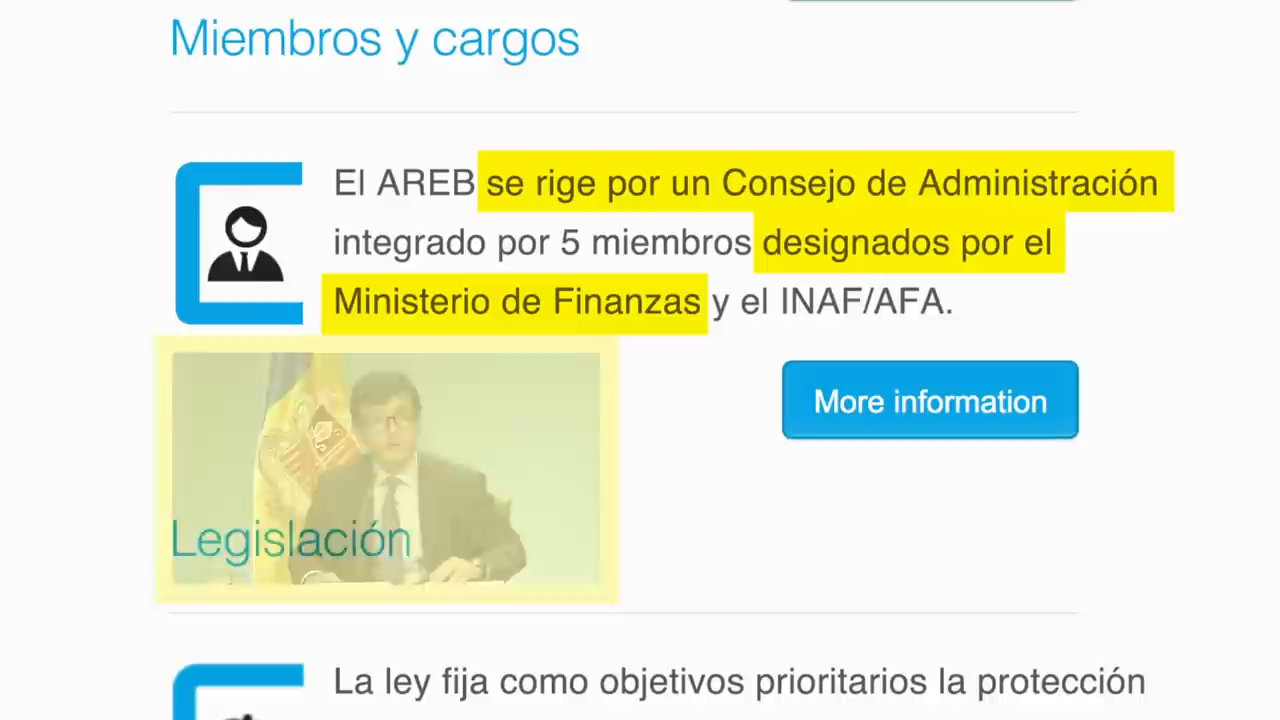 Miembros y cargos
El AREB se rige por un Consejo de Administración
integrado por 5 miembros designados por el
Ministerio de Finanzas y el INAF/AFA.
More information
Legislación
La ley fija como objetivos prioritarios la protección